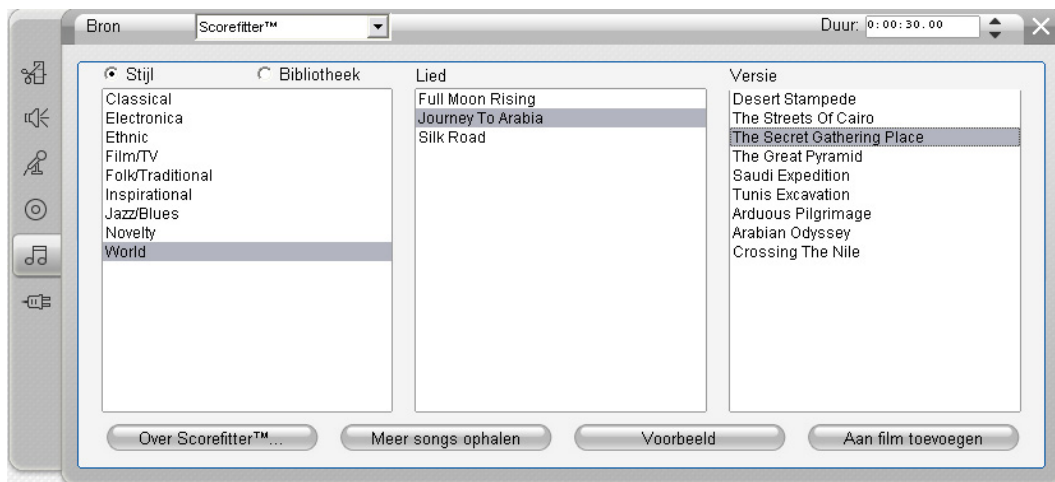 Bron Scorefitter™ Duur: 0:00:30.00
Stijl Bibliotheek Lied Versie
Classical
Electronica
Ethnic
Film/TV
Folk/Traditional
Inspirational
Jazz/Blues
Novelty
World
Full Moon Rising
Journey To Arabia
Silk Road
Desert Stampede
The Streets Of Cairo
The Secret Gathering Place
The Great Pyramid
Saudi Expedition
Tunis Excavation
Arduous Pilgrimage
Arabian Odyssey
Crossing The Nile
Over Scorefitter™... Meer songs ophalen Voorbeeld Aan film toevoegen